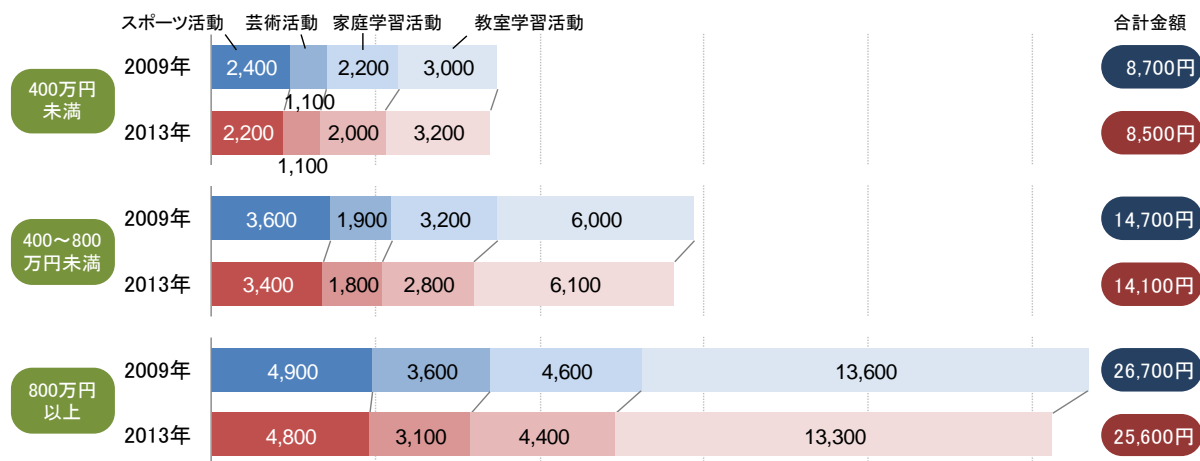 スポーツ活動 芸術活動 家庭学習活動 教室学習活動 合計金額
400万円
未満
2009年 2,400 1,100 2,200 3,000 8,700円
2013年 2,200 1,100 2,000 3,200 8,500円
400～800
万円未満
2009年 3,600 1,900 3,200 6,000 14,700円
2013年 3,400 1,800 2,800 6,100 14,100円
800万円
以上
2009年 4,900 3,600 4,600 13,600 26,700円
2013年 4,800 3,100 4,400 13,300 25,600円